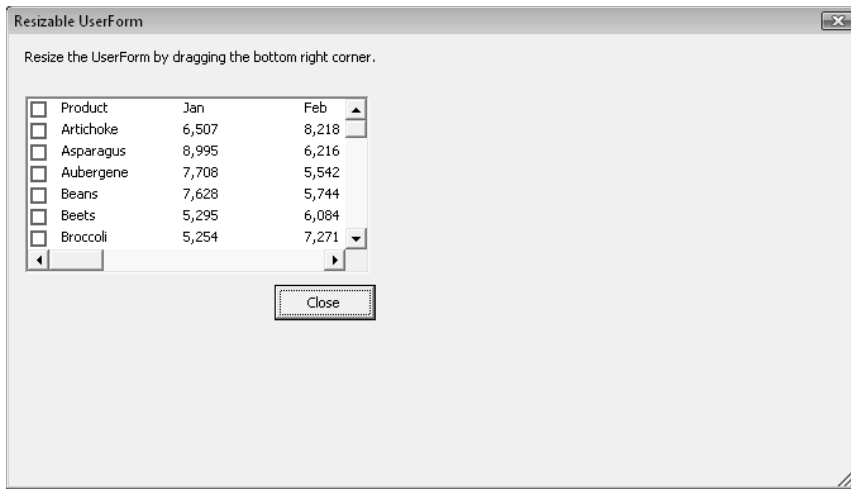 Resizable UserForm
Resize the UserForm by dragging the bottom right corner.
Product Jan Feb
Artichoke 6,507 8,218
Asparagus 8,995 6,216
Aubergene 7,708 5,542
Beans 7,628 5,744
Beets 5,295 6,084
Broccoli 5,254 7,271
Close